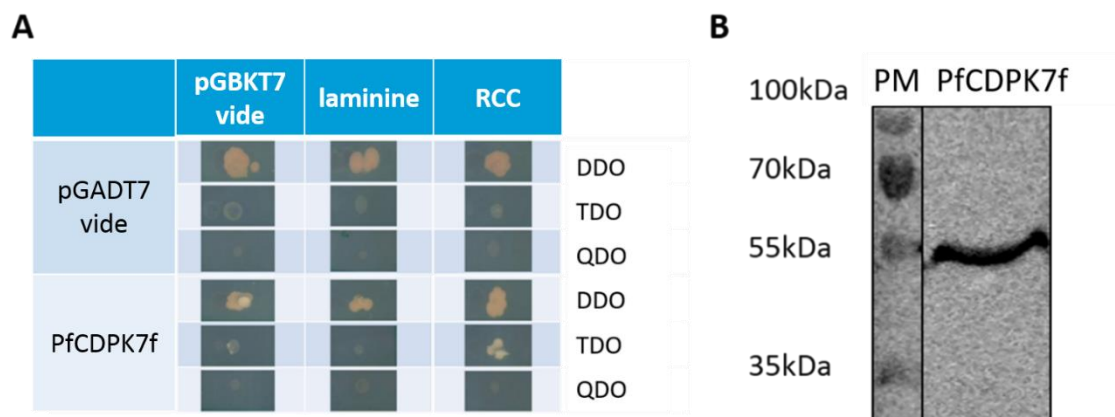 A
pGBKT7
vide
laminine
RCC
pGADT7
vide
DDO
TDO
QDO
PfCDPK7f
DDO
TDO
QDO
B
PM PfCDPK7f
100kDa
70kDa
55kDa
35kDa